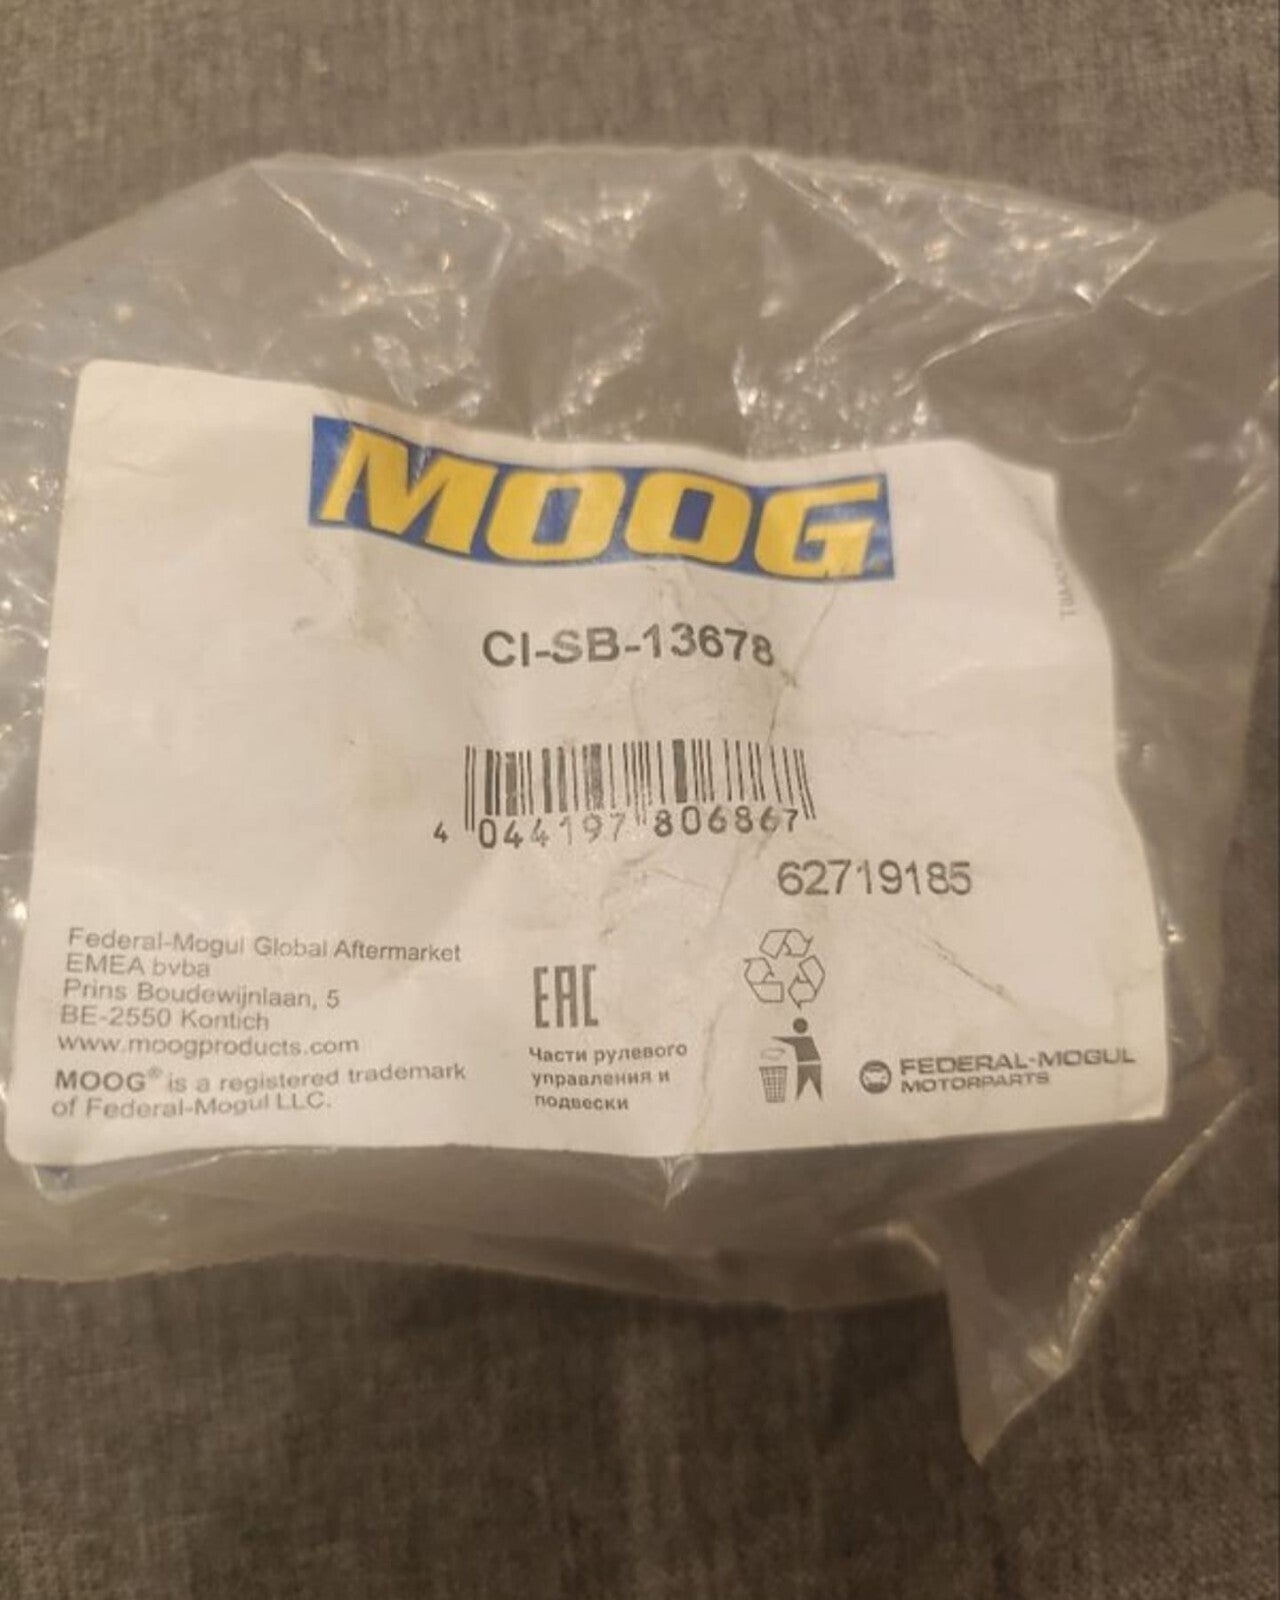 MOOG
CI-SB-13678
4 044197 806867
62719185
Federal-Mogul Global Aftermarket
EMEA bvba
Prins Boudewijnlaan, 5
BE-2550 Kontich
www.moogproducts.com
MOOG® is a registered trademark
of Federal-Mogul LLC.
EAC
Части рулевого
управления и
подвески
FEDERAL-MOGUL
MOTORPARTS